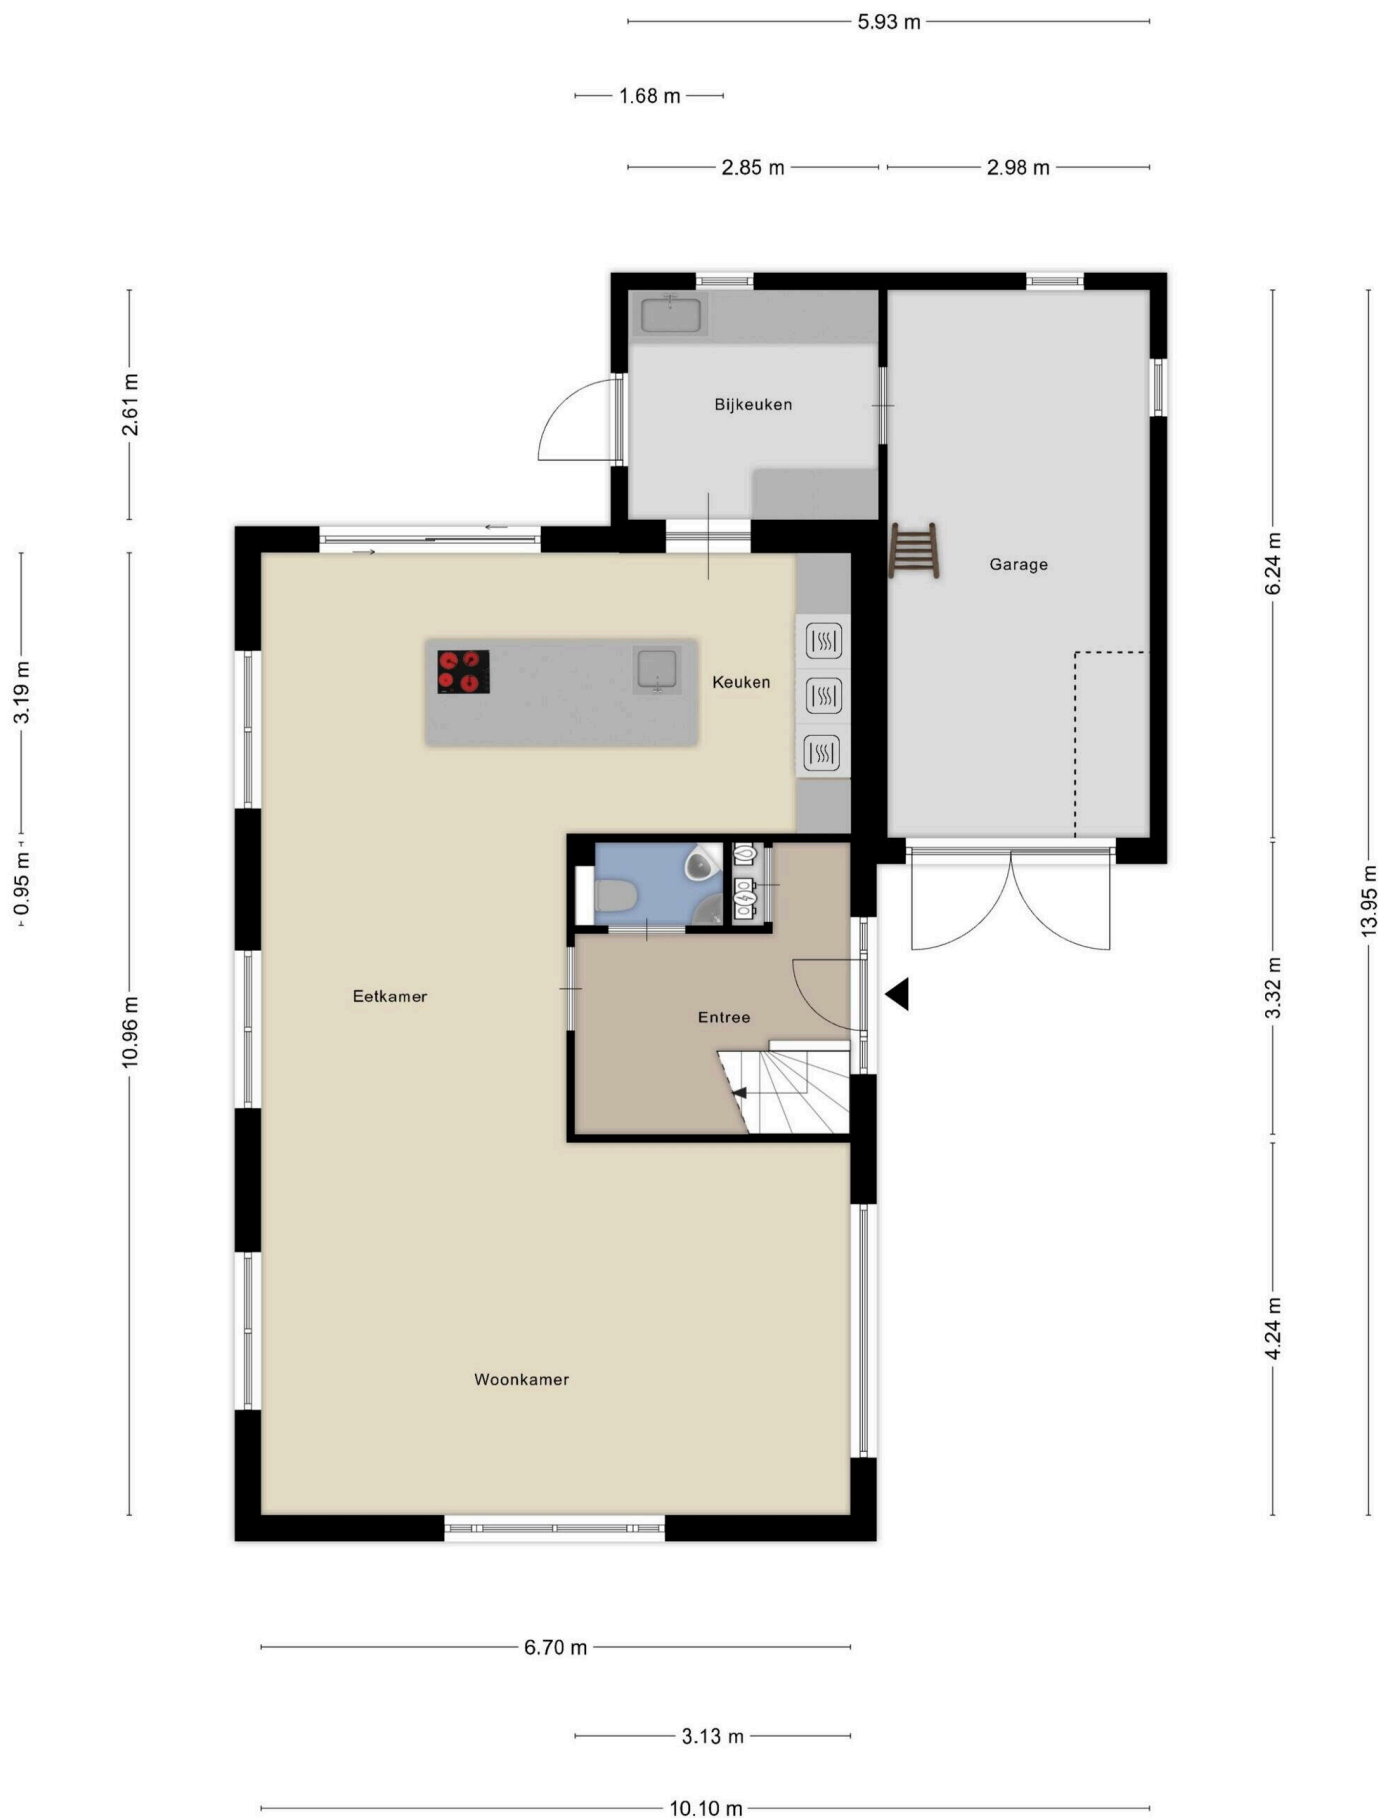 5.93 m
1.68 m
2.85 m
2.98 m
2.61 m
Bijkeuken
6.24 m
Garage
3.19 m
Keuken
0.95 m
13.95 m
3.32 m
Eetkamer
Entree
10.96 m
4.24 m
Woonkamer
6.70 m
3.13 m
10.10 m